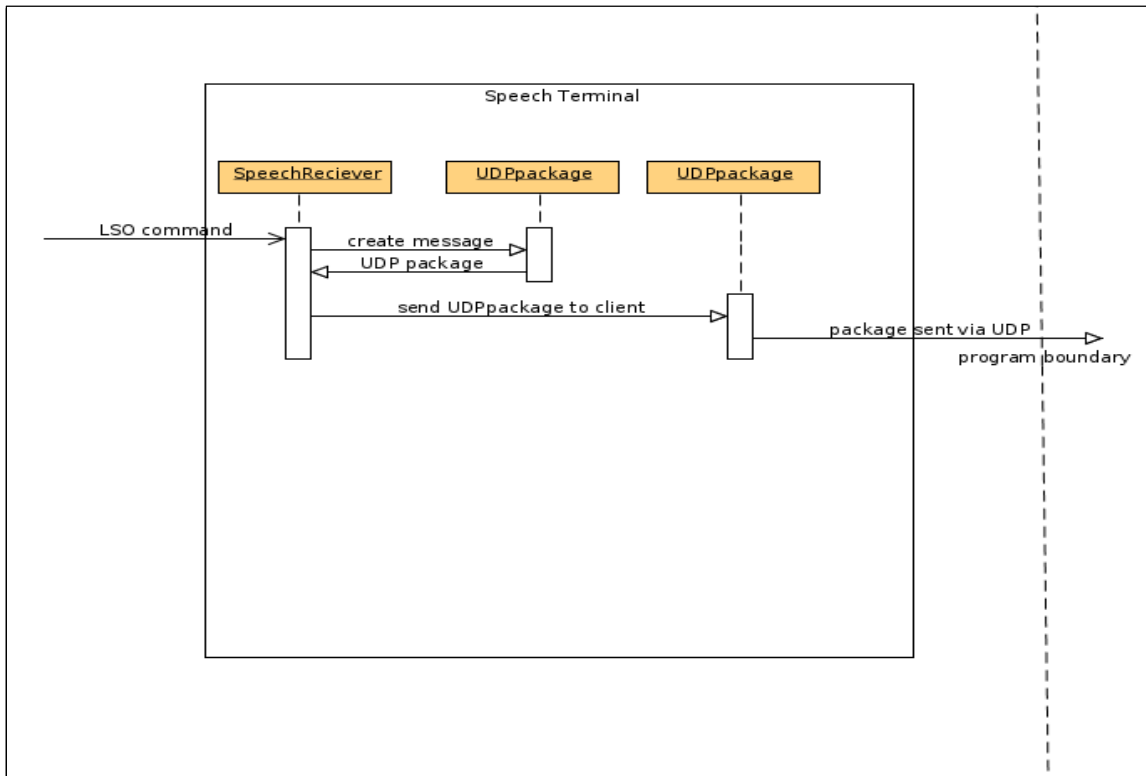 Speech Terminal
SpeechReciever
UDPpackage
UDPpackage
LSO command
create message
UDP package
send UDPpackage to client
package sent via UDP
program boundary